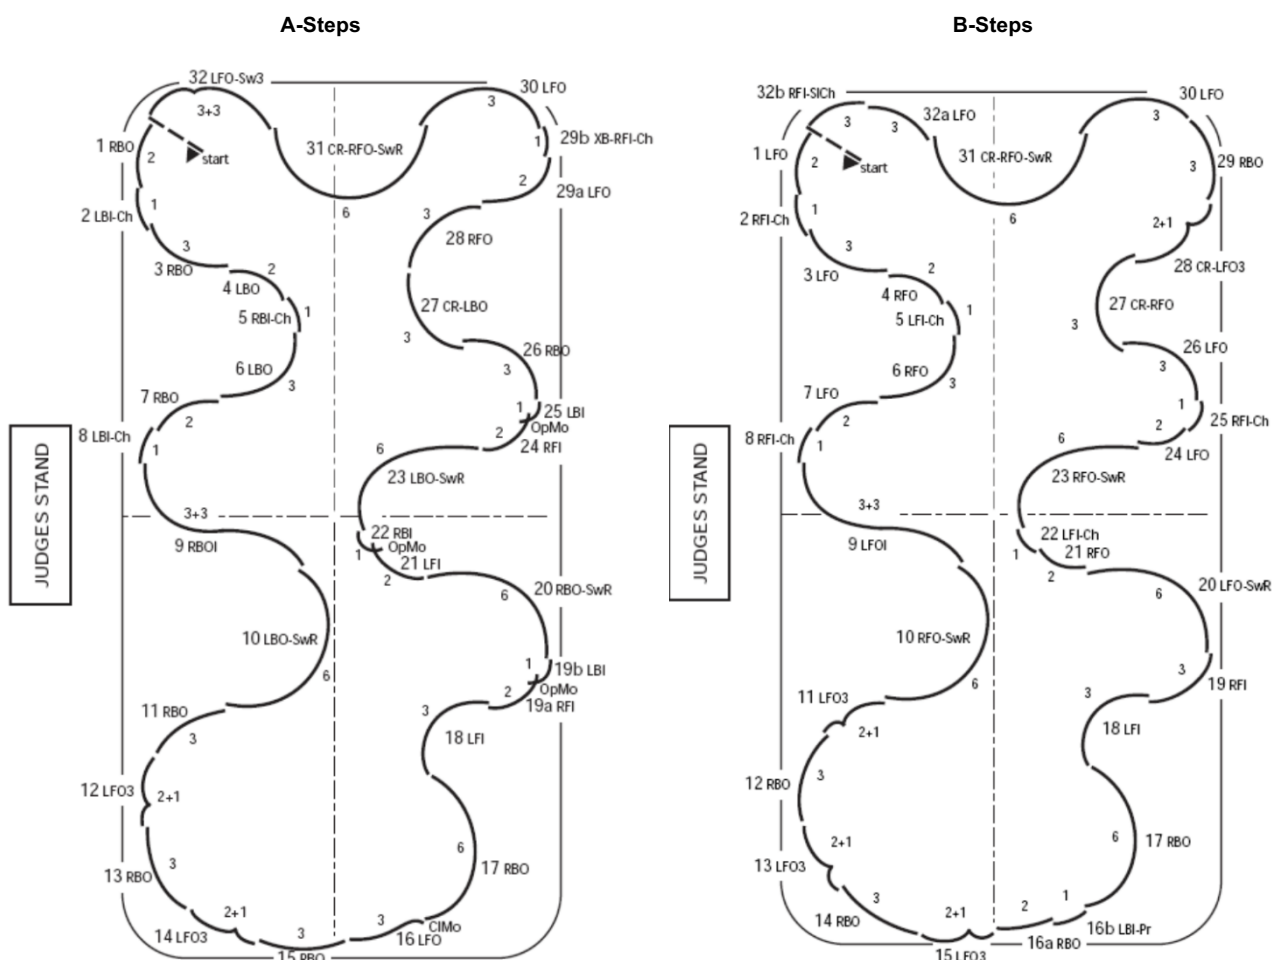 A-Steps
32 LFO-Sw3
3+3
start
1 RBO
2
2 LBI-Ch
1
3
3 RBO
4 LBO
2
5 RBI-Ch
1
6 LBO
3
7 RBO
2
8 LBI-Ch
1
3+3
9 RBOI
10 LBO-SwR
6
11 RBO
3
12 LFO3
2+1
13 RBO
3
14 LFO3
2+1
15 RBO
3
16 LFO
3
ClMo
17 RBO
6
18 LFI
3
19a RFI
2
OpMo
19b LBI
1
20 RBO-SwR
6
21 LFI
2
OpMo
22 RBI
1
23 LBO-SwR
6
24 RFI
2
OpMo
25 LBI
1
26 RBO
3
27 CR-LBO
3
28 RFO
3
29a LFO
2
29b XB-RFI-Ch
1
30 LFO
3
31 CR-RFO-SwR
6
JUDGES STAND
B-Steps
32b RFI-SlCh
3
32a LFO
3
start
1 LFO
2
2 RFI-Ch
1
3 LFO
3
4 RFO
2
5 LFI-Ch
1
6 RFO
3
7 LFO
2
8 RFI-Ch
1
3+3
9 LFOI
10 RFO-SwR
6
11 LFO3
2+1
12 RBO
3
13 LFO3
2+1
14 RBO
3
15 LFO3
2+1
16a RBO
2
16b LBI-Pr
1
17 RBO
6
18 LFI
3
19 RFI
3
20 LFO-SwR
6
21 RFO
2
22 LFI-Ch
1
23 RFO-SwR
6
24 LFO
2
25 RFI-Ch
1
26 LFO
3
27 CR-RFO
3
28 CR-LFO3
2+1
29 RBO
3
30 LFO
3
31 CR-RFO-SwR
6
JUDGES STAND